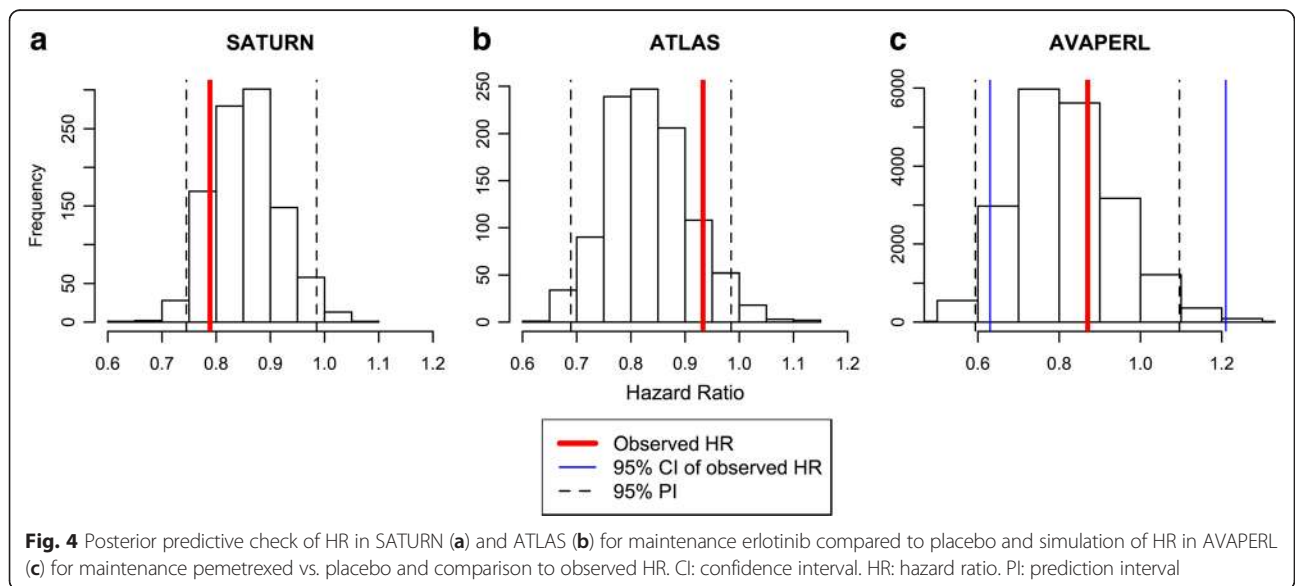 a
SATURN
b
ATLAS
c
AVAPERL
Frequency
0 50 150 250
0.6 0.7 0.8 0.9 1.0 1.1 1.2
0 50 100 150 200 250
0.6 0.7 0.8 0.9 1.0 1.1 1.2
0 2000 4000 6000
0.6 0.8 1.0 1.2
Hazard Ratio
Observed HR
95% CI of observed HR
95% PI
Fig. 4 Posterior predictive check of HR in SATURN (a) and ATLAS (b) for maintenance erlotinib compared to placebo and simulation of HR in AVAPERL
(c) for maintenance pemetrexed vs. placebo and comparison to observed HR. CI: confidence interval. HR: hazard ratio. PI: prediction interval